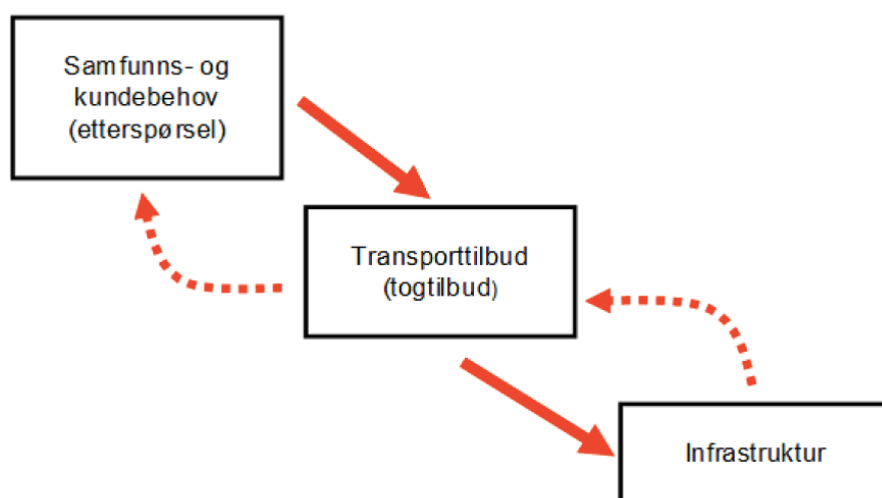 Samfunns- og
kundebehov
(etterspørsel)
Transporttilbud
(togtilbud)
Infrastruktur